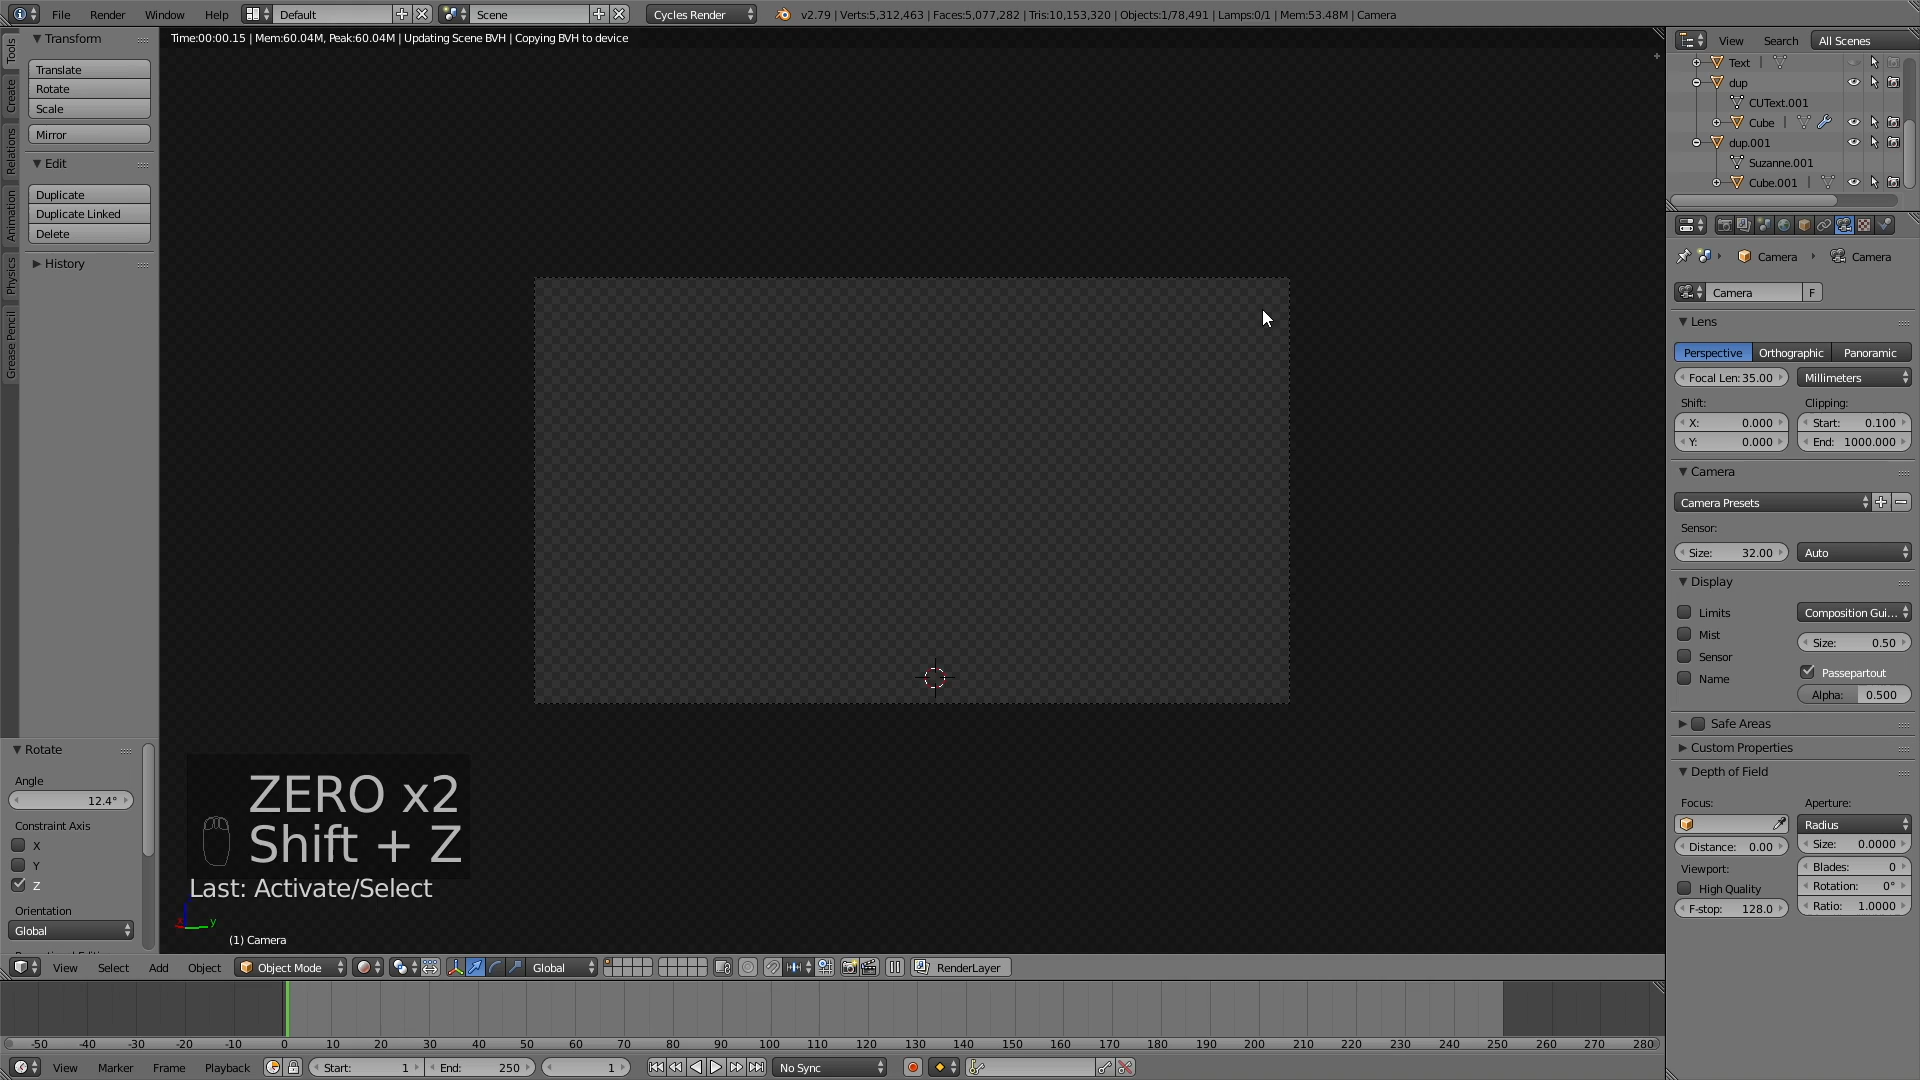 File Render Window Help Default Scene Cycles Render v2.79 | Verts:5,312,463 | Faces:5,077,282 | Tris:10,153,320 | Objects:1/78,491 | Lamps:0/1 | Mem:53.48M | Camera
Time:00:00.15 | Mem:60.04M, Peak:60.04M | Updating Scene BVH | Copying BVH to device
Tools
Create
Relations
Animation
Physics
Grease Pencil
Transform
Translate
Rotate
Scale
Mirror
Edit
Duplicate
Duplicate Linked
Delete
History
Rotate
Angle
12.4°
Constraint Axis
X
Y
Z
Orientation
Global
ZERO x2
Shift + Z
Last: Activate/Select
x y
(1) Camera
View Select Add Object Object Mode Global RenderLayer
-50 -40 -30 -20 -10 0 10 20 30 40 50 60 70 80 90 100 110 120 130 140 150 160 170 180 190 200 210 220 230 240 250 260 270 280
View Marker Frame Playback Start: 1 End: 250 1 No Sync
View Search All Scenes
Text |
dup
CUText.001
Cube |
dup.001
Suzanne.001
Cube.001 |
Camera Camera
Camera F
Lens
Perspective Orthographic Panoramic
Focal Len: 35.00 Millimeters
Shift: Clipping:
X: 0.000 Start: 0.100
Y: 0.000 End: 1000.000
Camera
Camera Presets
Sensor:
Size: 32.00 Auto
Display
Limits Composition Gui...
Mist Size: 0.50
Sensor Passepartout
Name Alpha: 0.500
Safe Areas
Custom Properties
Depth of Field
Focus: Aperture:
Radius
Distance: 0.00 Size: 0.0000
Viewport: Blades: 0
High Quality Rotation: 0°
F-stop: 128.0 Ratio: 1.0000